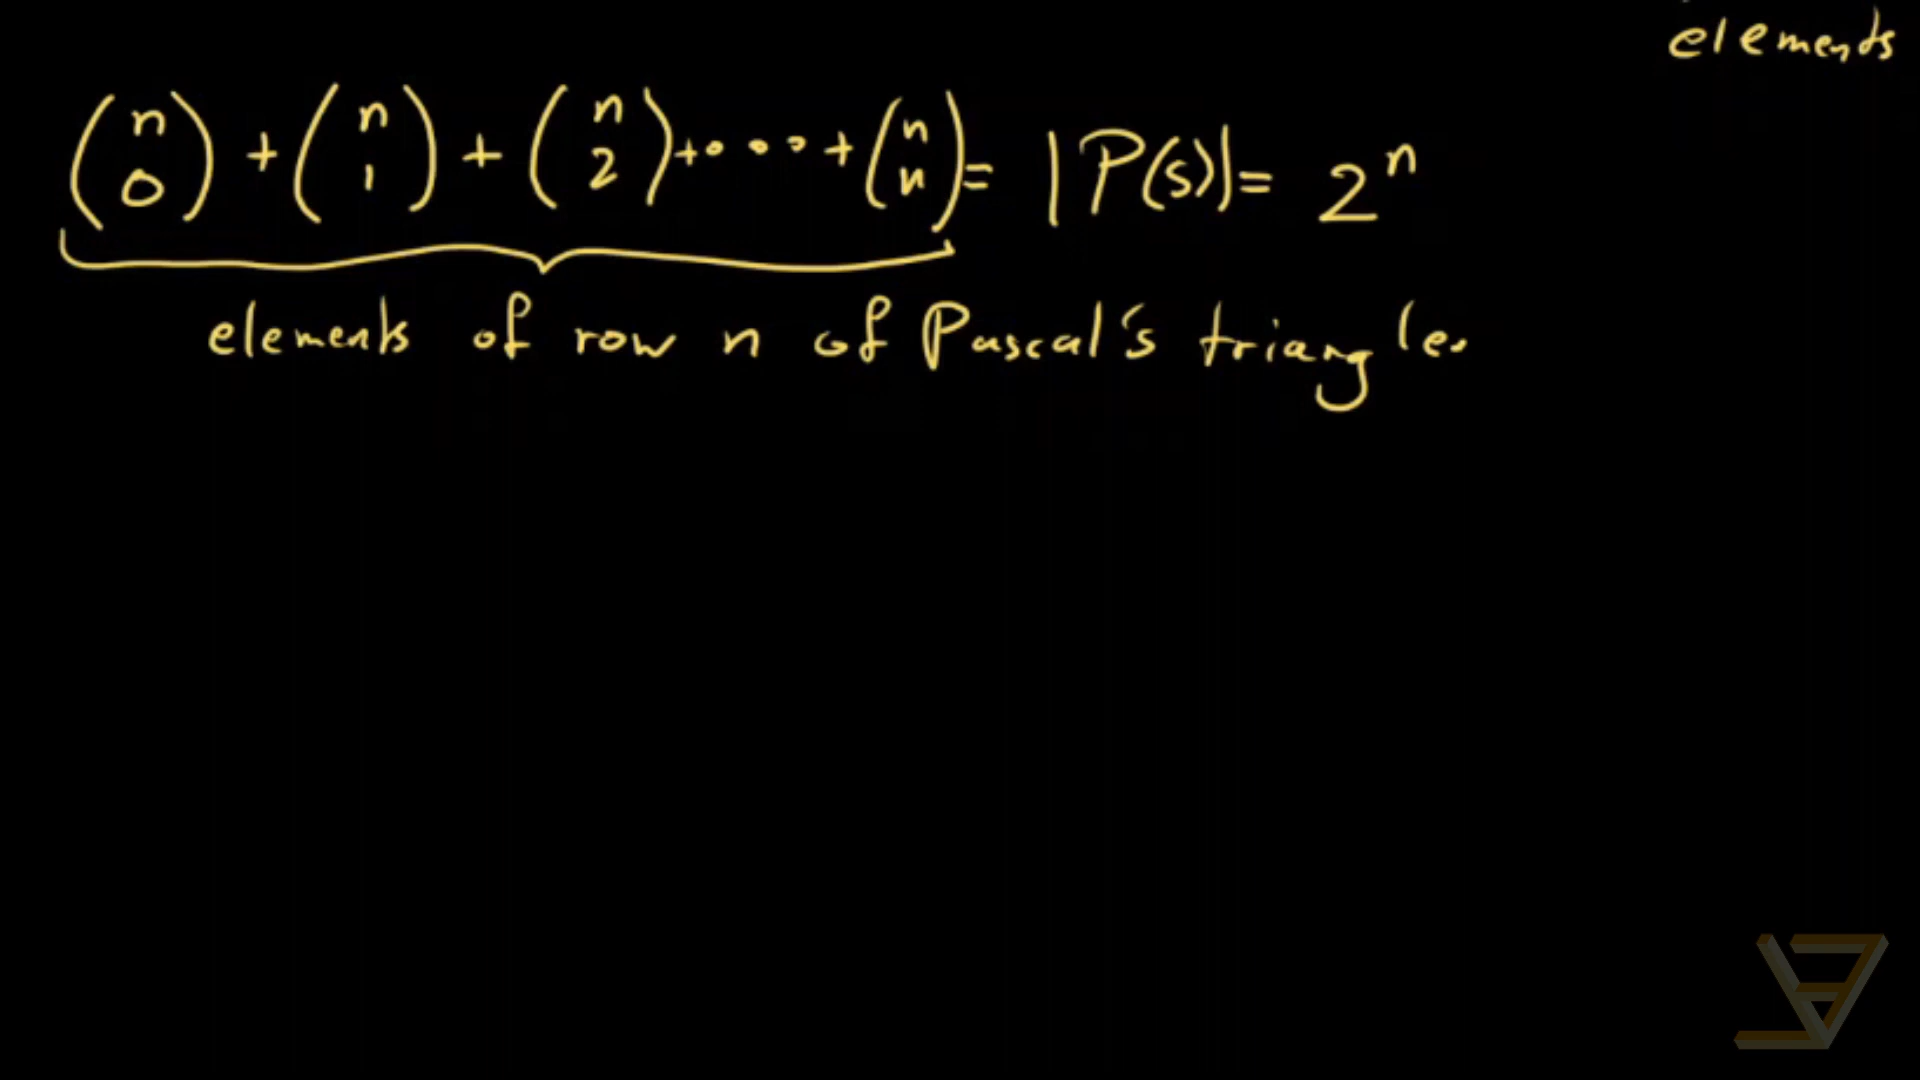 elements
(n 0) + (n 1) + (n 2) + ... + (n n) = |P(s)| = 2^n
elements of row n of Pascal's triangle.